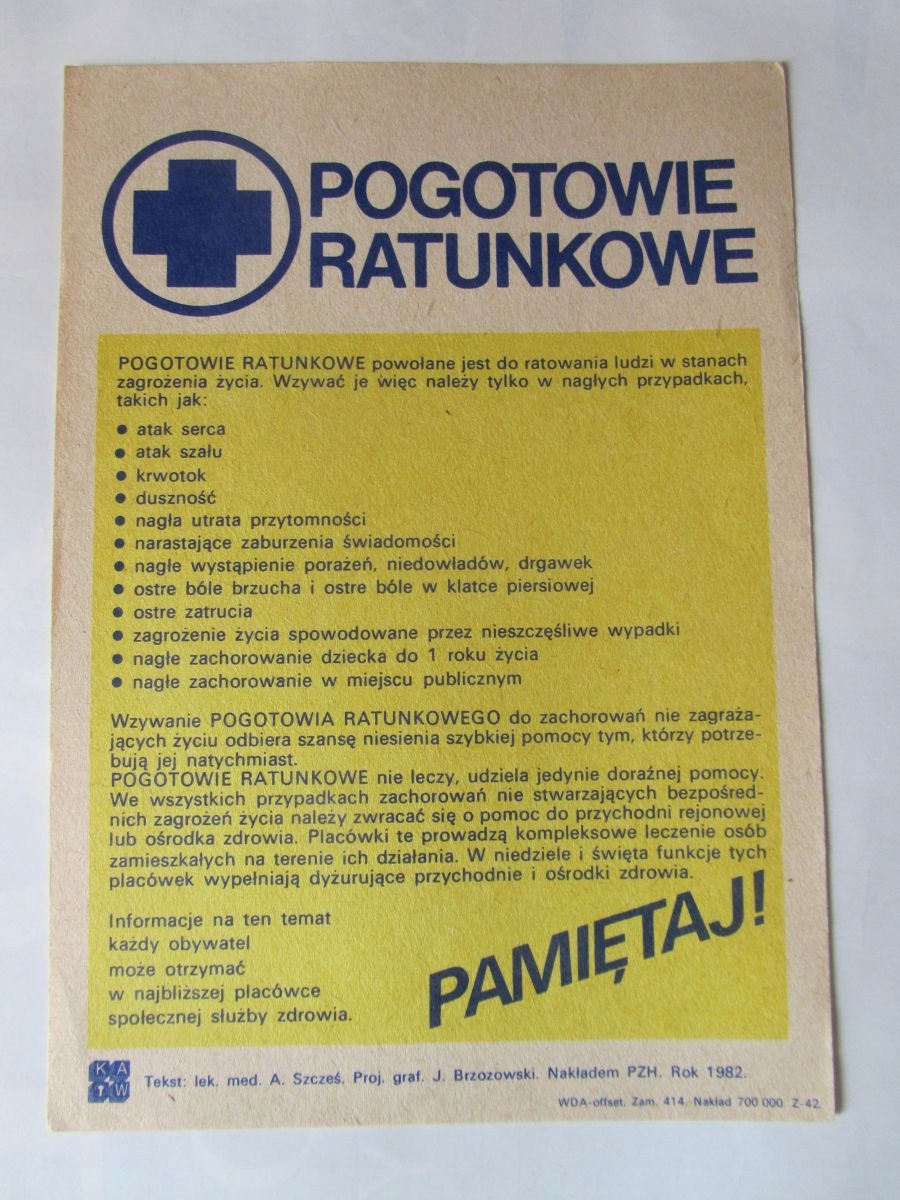 POGOTOWIE
RATUNKOWE
POGOTOWIE RATUNKOWE powołane jest do ratowania ludzi w stanach
zagrożenia życia. Wzywać je więc należy tylko w nagłych przypadkach,
takich jak:
● atak serca
● atak szału
● krwotok
● duszność
● nagła utrata przytomności
● narastające zaburzenia świadomości
● nagłe wystąpienie porażeń, niedowładów, drgawek
● ostre bóle brzucha i ostre bóle w klatce piersiowej
● ostre zatrucia
● zagrożenie życia spowodowane przez nieszczęśliwe wypadki
● nagłe zachorowanie dziecka do 1 roku życia
● nagłe zachorowanie w miejscu publicznym
Wzywanie POGOTOWIA RATUNKOWEGO do zachorowań nie zagraża-
jących życiu odbiera szansę niesienia szybkiej pomocy tym, którzy potrze-
bują jej natychmiast.
POGOTOWIE RATUNKOWE nie leczy, udziela jedynie doraźnej pomocy.
We wszystkich przypadkach zachorowań nie stwarzających bezpośred-
nich zagrożeń życia należy zwracać się o pomoc do przychodni rejonowej
lub ośrodka zdrowia. Placówki te prowadzą kompleksowe leczenie osób
zamieszkałych na terenie ich działania. W niedziele i święta funkcje tych
placówek wypełniają dyżurujące przychodnie i ośrodki zdrowia.
Informacje na ten temat
każdy obywatel
może otrzymać
w najbliższej placówce
społecznej służby zdrowia.
PAMIĘTAJ!
KA
TW
Tekst: lek. med. A. Szcześ. Proj. graf. J. Brzozowski. Nakładem PZH. Rok 1982.
WDA-offset. Zam. 414. Nakład 700 000. Z-42